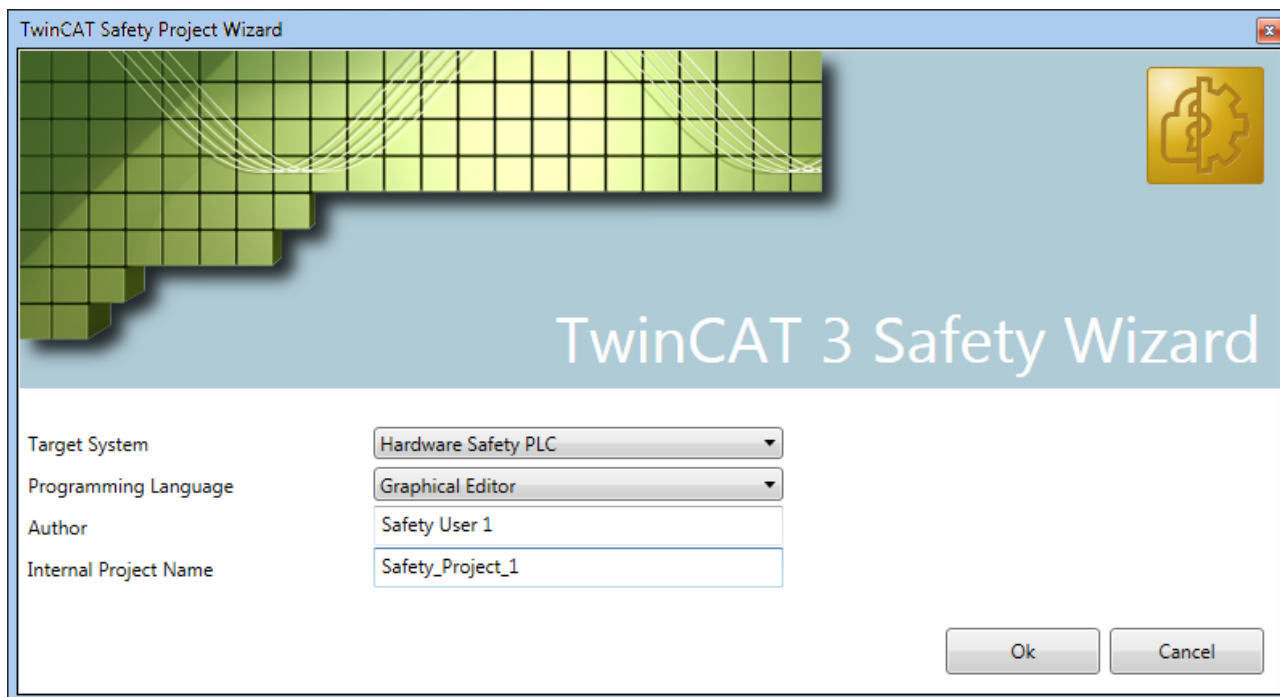 TwinCAT Safety Project Wizard
TwinCAT 3 Safety Wizard
Target System Hardware Safety PLC
Programming Language Graphical Editor
Author Safety User 1
Internal Project Name Safety_Project_1
Ok Cancel